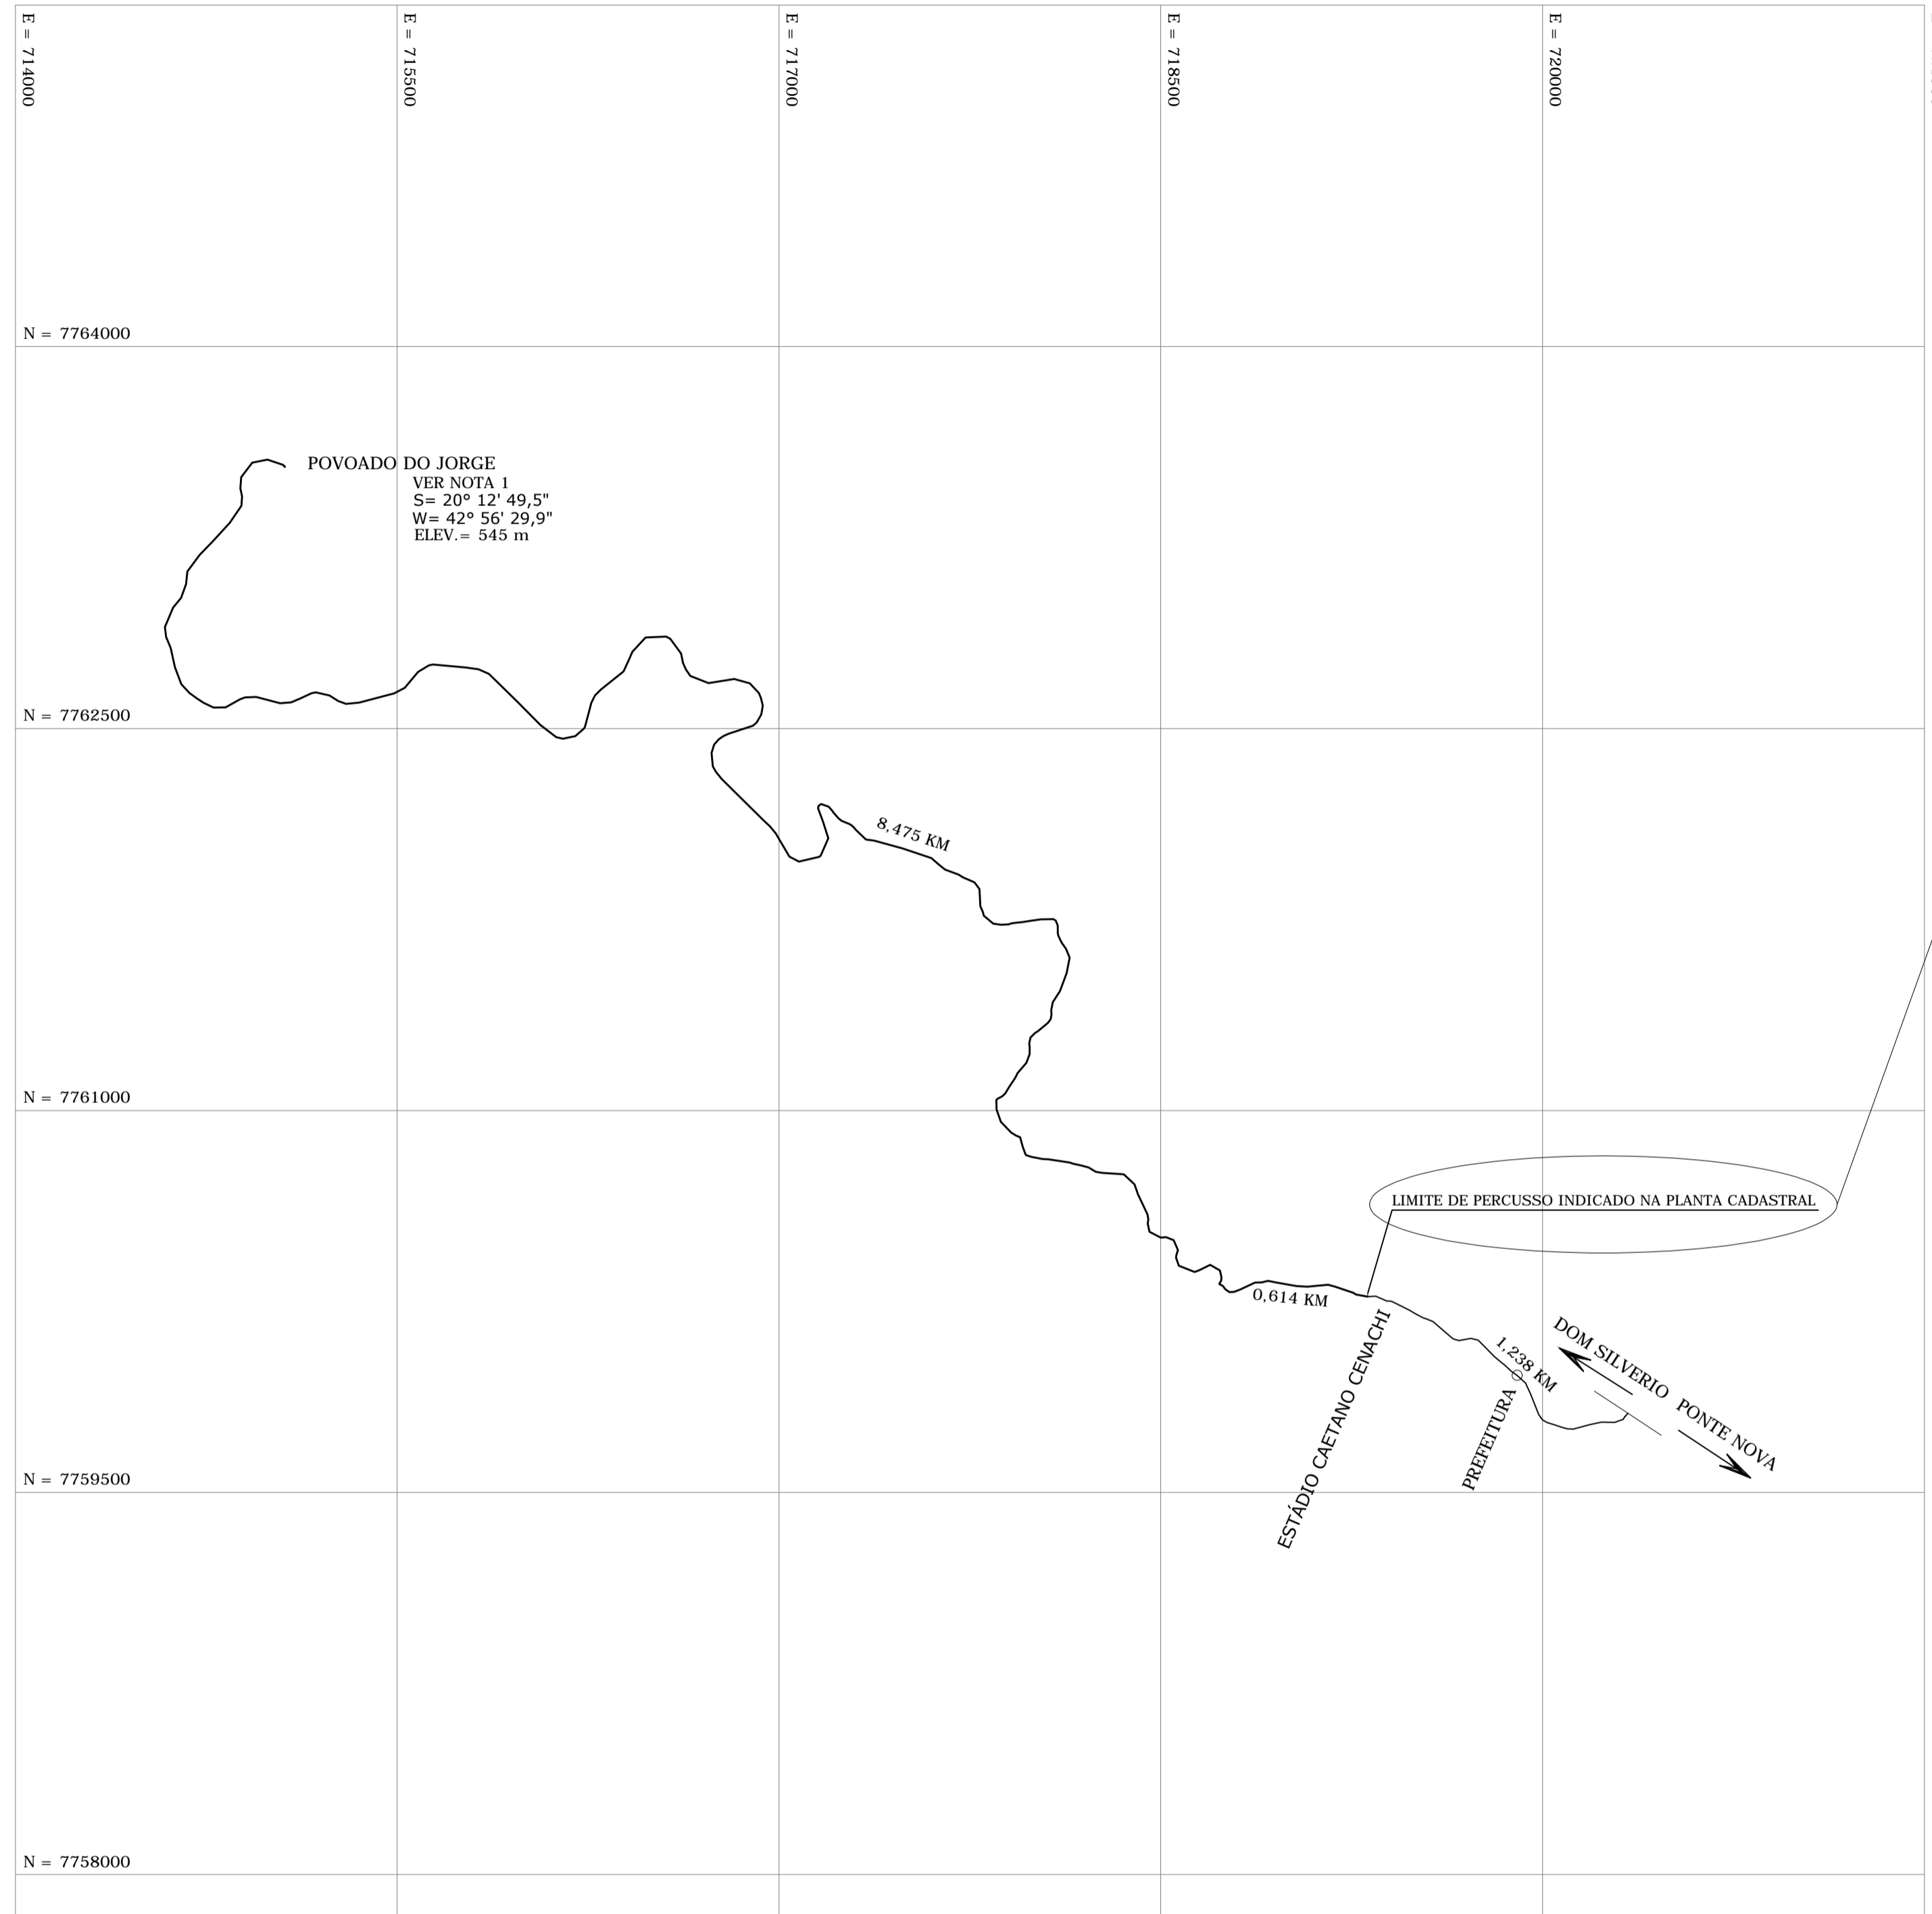 E = 714000
E = 715500
E = 717000
E = 718500
E = 720000
N = 7764000
POVOADO DO JORGE
VER NOTA 1
S= 20° 12' 49,5"
W= 42° 56' 29,9"
ELEV.= 545 m
N = 7762500
8,475 KM
N = 7761000
LIMITE DE PERCUSSO INDICADO NA PLANTA CADASTRAL
0,614 KM
ESTÁDIO CAETANO CENACHI
1,238 KM
PREFEITURA
DOM SILVERIO PONTE NOVA
N = 7759500
N = 7758000